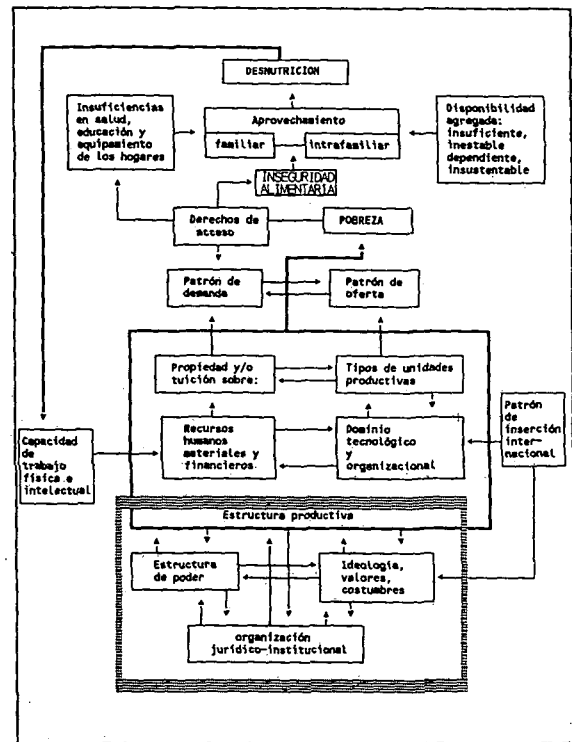 DESNUTRICION
Insuficiencias
en salud,
educación y
equipamiento
de los hogares
Aprovechamiento
familiar
intrafamiliar
Disponibilidad
agregada:
insuficiente,
inestable
dependiente,
insustentable
INSEGURIDAD
ALIMENTARIA
Derechos de
acceso
POBREZA
Patrón de
demanda
Patrón de
oferta
Propiedad y/o
tuición sobre:
Tipos de unidades
productivas
Capacidad
de
trabajo
física e
intelectual
Recursos
humanos
materiales y
financieros
Dominio
tecnológico
y
organizacional
Patrón
de
inserción
inter-
nacional
Estructura productiva
Estructura
de poder
Ideología,
valores,
costumbres
organización
jurídico-institucional